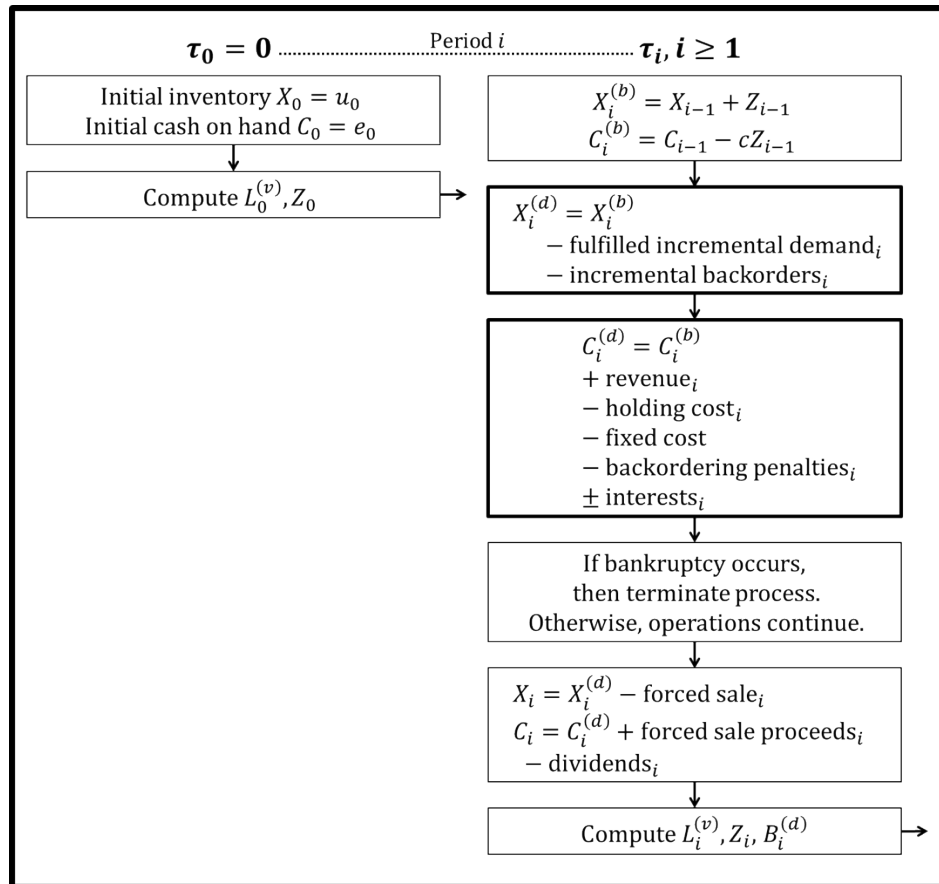 τ₀ = 0 Period i τᵢ, i ≥ 1
Initial inventory X₀ = u₀
Initial cash on hand C₀ = e₀
Compute L₀⁽ᵛ⁾, Z₀
Xᵢ⁽ᵇ⁾ = Xᵢ₋₁ + Zᵢ₋₁
Cᵢ⁽ᵇ⁾ = Cᵢ₋₁ − cZᵢ₋₁
Xᵢ⁽ᵈ⁾ = Xᵢ⁽ᵇ⁾
− fulfilled incremental demandᵢ
− incremental backordersᵢ
Cᵢ⁽ᵈ⁾ = Cᵢ⁽ᵇ⁾
+ revenueᵢ
− holding costᵢ
− fixed cost
− backordering penaltiesᵢ
± interestsᵢ
If bankruptcy occurs,
then terminate process.
Otherwise, operations continue.
Xᵢ = Xᵢ⁽ᵈ⁾ − forced saleᵢ
Cᵢ = Cᵢ⁽ᵈ⁾ + forced sale proceedsᵢ
− dividendsᵢ
Compute Lᵢ⁽ᵛ⁾, Zᵢ, Bᵢ⁽ᵈ⁾